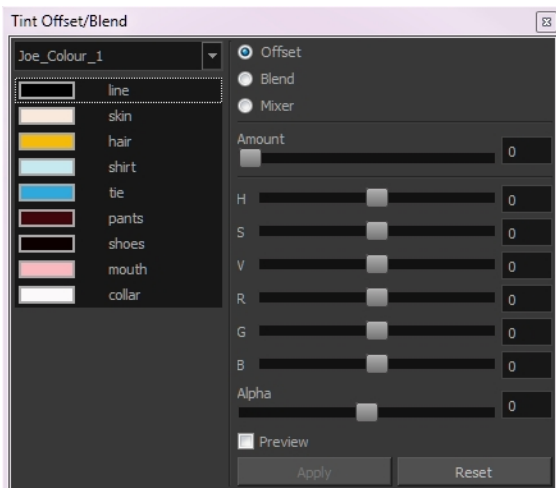 Tint Offset/Blend
Joe_Colour_1
line
skin
hair
shirt
tie
pants
shoes
mouth
collar
Offset
Blend
Mixer
Amount
0
H 0
S 0
V 0
R 0
G 0
B 0
Alpha
0
Preview
Apply Reset